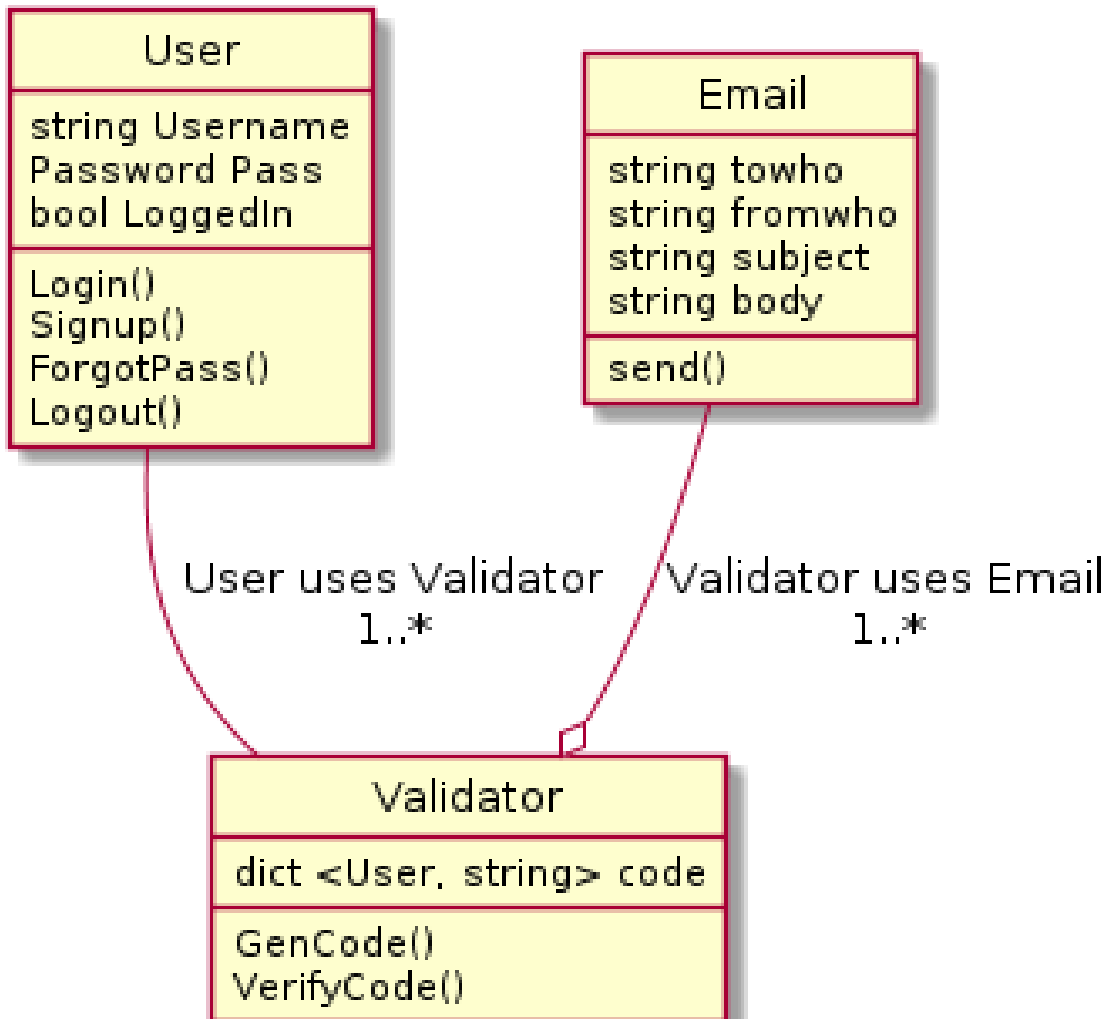 User
string Username
Password Pass
bool LoggedIn
Login()
Signup()
ForgotPass()
Logout()
Email
string towho
string fromwho
string subject
string body
send()
User uses Validator
1..*
Validator uses Email
1..*
Validator
dict <User, string> code
GenCode()
VerifyCode()